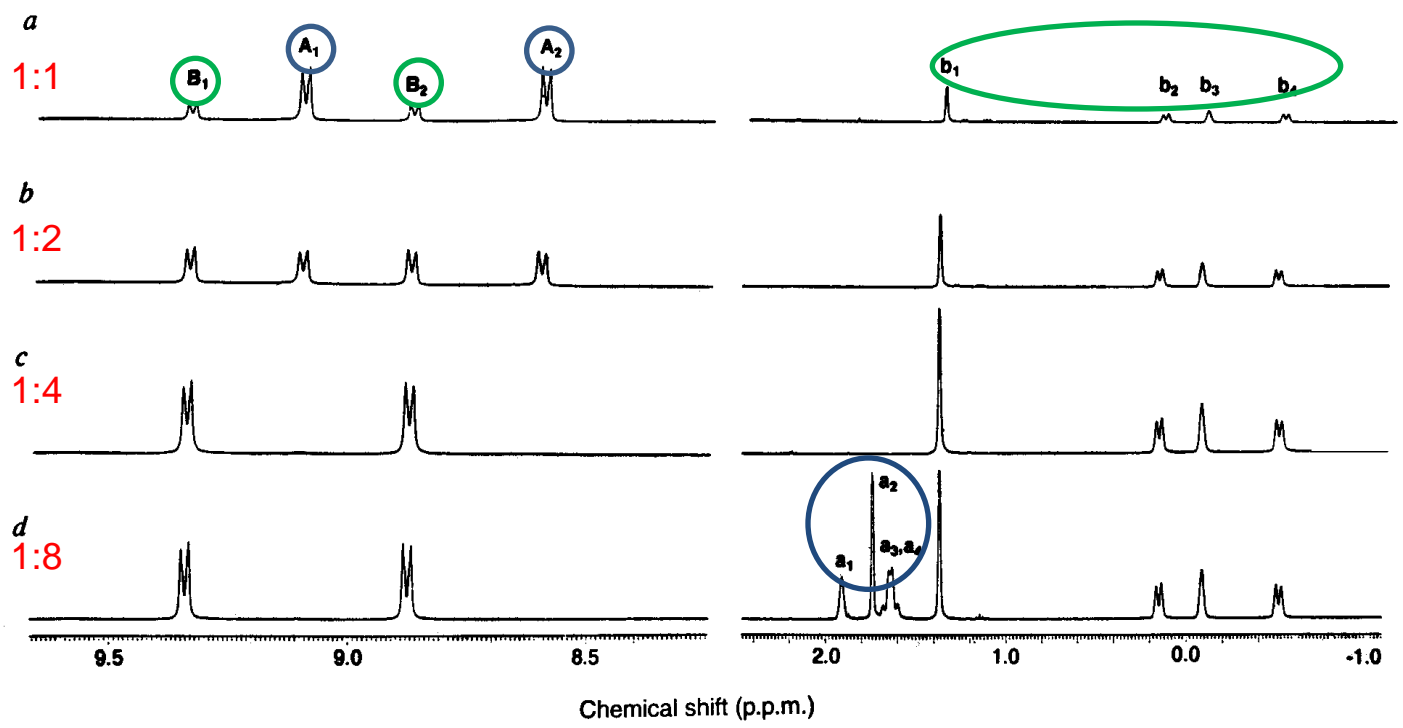 a
1:1
B₁
A₁
B₂
A₂
b₁
b₂
b₃
b₄
b
1:2
c
1:4
d
1:8
a₁
a₂
a₃,a₄
9.5
9.0
8.5
2.0
1.0
0.0
-1.0
Chemical shift (p.p.m.)